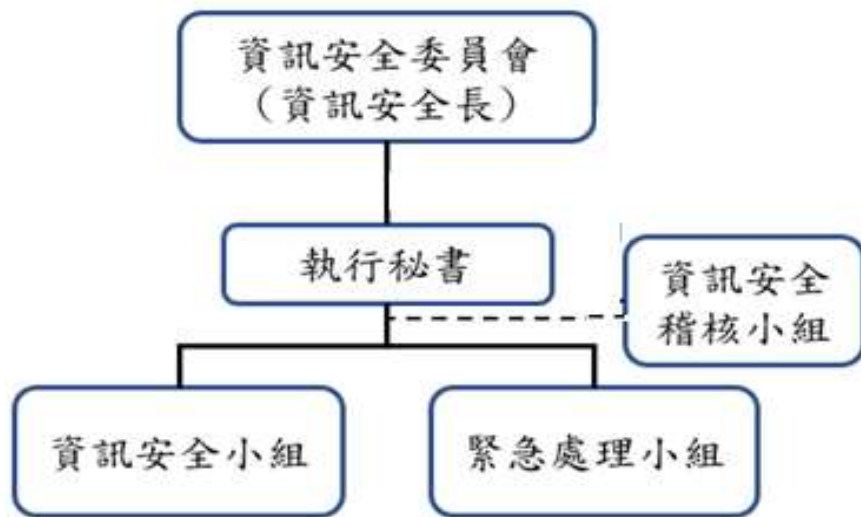 資訊安全委員會
（資訊安全長）
執行秘書
資訊安全
稽核小組
資訊安全小組
緊急處理小組